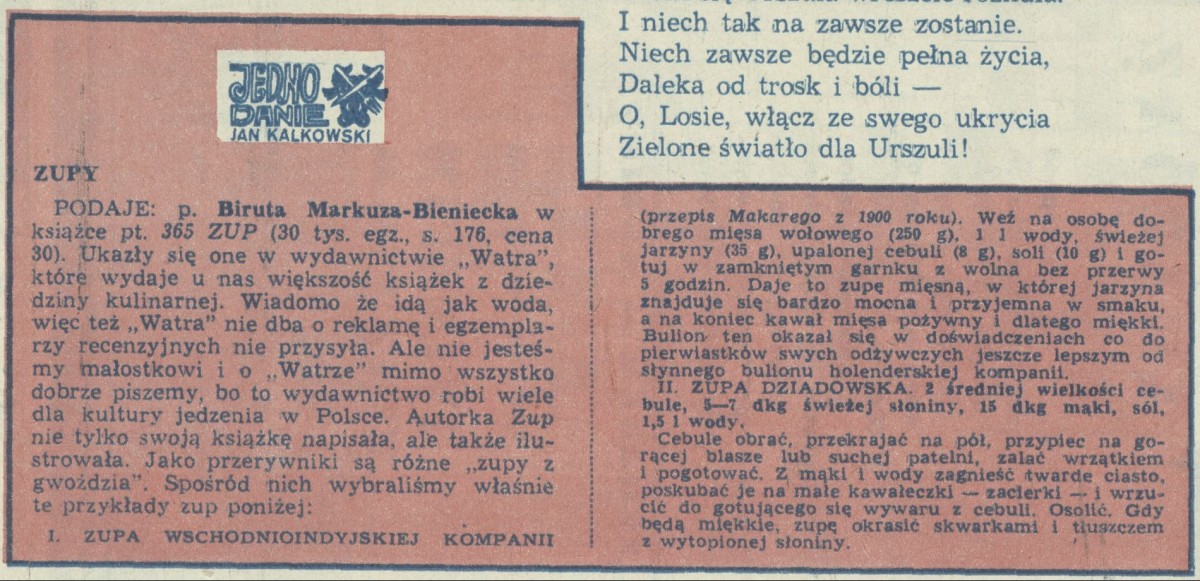 I niech tak na zawsze zostanie.
Niech zawsze będzie pełna życia,
Daleka od trosk i bóli —
O, Losie, włącz ze swego ukrycia
Zielone światło dla Urszuli!
JEDNO
DANIE
JAN KALKOWSKI
ZUPY
PODAJE: p. Biruta Markuza-Bieniecka w
książce pt. 365 ZUP (30 tys. egz., s. 176, cena
30). Ukazły się one w wydawnictwie „Watra”,
które wydaje u nas większość książek z dzie-
dziny kulinarnej. Wiadomo że idą jak woda,
więc też „Watra” nie dba o reklamę i egzempla-
rzy recenzyjnych nie przysyła. Ale nie jesteś-
my małostkowi i o „Watrze” mimo wszystko
dobrze piszemy, bo to wydawnictwo robi wiele
dla kultury jedzenia w Polsce. Autorka Zup
nie tylko swoją książkę napisała, ale także ilu-
strowała. Jako przerywniki są różne „zupy z
gwoździa”. Spośród nich wybraliśmy właśnie
te przykłady zup poniżej:
I. ZUPA WSCHODNIOINDYJSKIEJ KOMPANII
(przepis Makarego z 1900 roku). Weź na osobę do-
brego mięsa wołowego (250 g), 1 l wody, świeżej
jarzyny (35 g), upalonej cebuli (8 g), soli (10 g) i go-
tuj w zamkniętym garnku z wolna bez przerwy
5 godzin. Daje to zupę mięsną, w której jarzyna
znajduje się bardzo mocna i przyjemna w smaku,
a na koniec kawał mięsa pożywny i dlatego miękki.
Bulion ten okazał się w doświadczeniach co do
pierwiastków swych odżywczych jeszcze lepszym od
słynnego bulionu holenderskiej kompanii.
II. ZUPA DZIADOWSKA. 2 średniej wielkości ce-
bule, 5—7 dkg świeżej słoniny, 15 dkg mąki, sól,
1,5 l wody.
Cebule obrać, przekrajać na pół, przypiec na go-
rącej blasze lub suchej patelni, zalać wrzątkiem
i pogotować. Z mąki i wody zagnieść twarde ciasto,
poskubać je na małe kawałeczki — zacierki — i wrzu-
cić do gotującego się wywaru z cebuli. Osolić. Gdy
będą miękkie, zupę okrasić skwarkami i tłuszczem
z wytopionej słoniny.